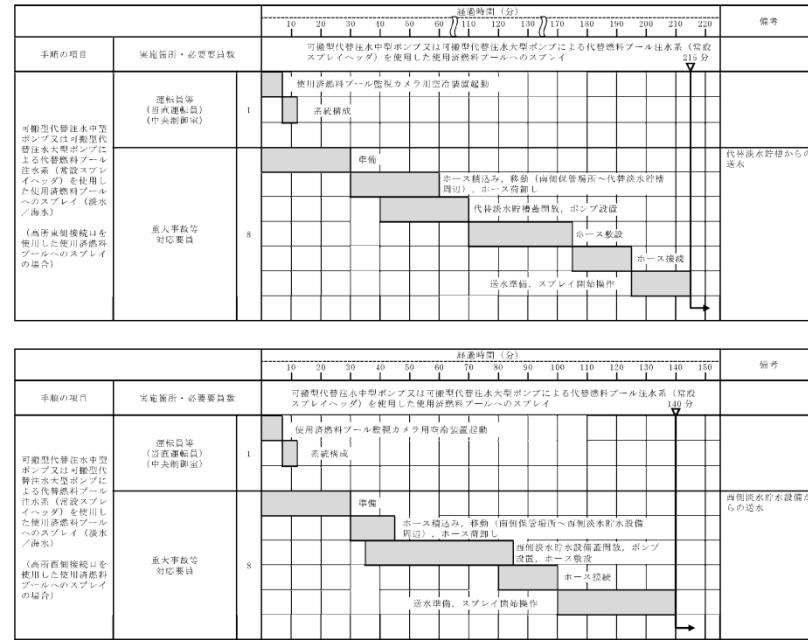 経過時間（分）
10 20 30 40 50 60 110 130 170 180 190 200 210 220
備考
手順の項目
実施箇所・必要要員数
可搬型代替注水中型ポンプ又は可搬型代替注水大型ポンプによる代替燃料プール注水系（常設
スプレイヘッダ）を使用した使用済燃料プールへのスプレイ
215 分
可搬型代替注水中型
ポンプ又は可搬型代
替注水大型ポンプに
よる代替燃料プール
注水系（常設スプレ
イヘッダ）を使用し
た使用済燃料プール
へのスプレイ（淡水
／海水）
（高所東側接続口を
使用した使用済燃料
プールへのスプレイ
の場合）
運転員等
（当直運転員）
（中央制御室）
1
使用済燃料プール監視カメラ用空冷装置起動
系統構成
重大事故等
対応要員
8
準備
ホース積込み，移動（南側保管場所～代替淡水貯槽
周辺），ホース荷卸し
代替淡水貯槽蓋開放，ポンプ設置
ホース敷設
ホース接続
送水準備，スプレイ開始操作
代替淡水貯槽からの
送水
経過時間（分）
10 20 30 40 50 60 70 80 90 100 110 120 130 140 150
備考
手順の項目
実施箇所・必要要員数
可搬型代替注水中型ポンプ又は可搬型代替注水大型ポンプによる代替燃料プール注水系（常設
スプレイヘッダ）を使用した使用済燃料プールへのスプレイ
140 分
可搬型代替注水中型
ポンプ又は可搬型代
替注水大型ポンプに
よる代替燃料プール
注水系（常設スプレ
イヘッダ）を使用し
た使用済燃料プール
へのスプレイ（淡水
／海水）
（高所西側接続口を
使用した使用済燃料
プールへのスプレイ
の場合）
運転員等
（当直運転員）
（中央制御室）
1
使用済燃料プール監視カメラ用空冷装置起動
系統構成
重大事故等
対応要員
8
準備
ホース積込み，移動（南側保管場所～西側淡水貯水設備
周辺），ホース荷卸し
西側淡水貯水設備蓋開放，ポンプ
設置，ホース敷設
ホース接続
送水準備，スプレイ開始操作
西側淡水貯水設備か
らの送水